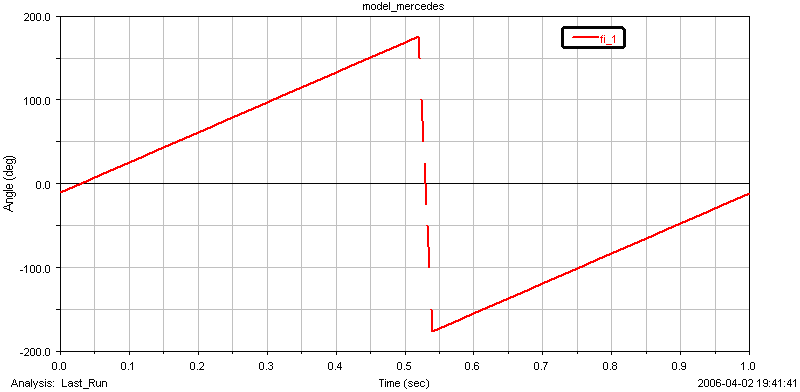 model_mercedes
200.0
fi_1
100.0
0.0
-100.0
-200.0
Angle (deg)
0.0 0.1 0.2 0.3 0.4 0.5 0.6 0.7 0.8 0.9 1.0
Analysis: Last_Run Time (sec) 2006-04-02 19:41:41